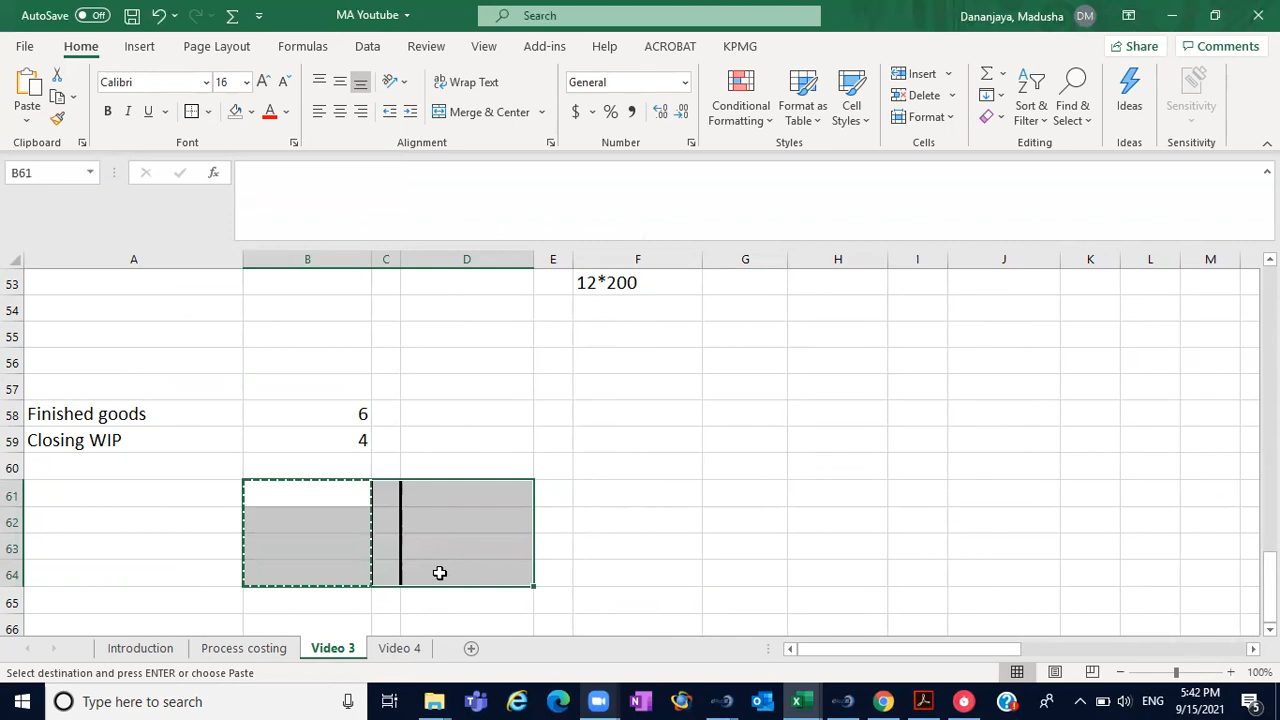 AutoSave Off MA Youtube Search Dananjaya, Madusha DM
File Home Insert Page Layout Formulas Data Review View Add-ins Help ACROBAT KPMG Share Comments
Paste Calibri 16 A A Wrap Text General Conditional Format as Cell Insert Sort & Find & Ideas Sensitivity
B I U A Merge & Center $ , Formatting Table Styles Delete Filter Select
Format
Clipboard Font Alignment Number Styles Cells Editing Ideas Sensitivity
B61 fx
A B C D E F G H I J K L M
53 12*200
54
55
56
57
58 Finished goods 6
59 Closing WIP 4
60
61
62
63
64
65
66
Introduction Process costing Video 3 Video 4
Select destination and press ENTER or choose Paste 100%
Type here to search ENG 5:42 PM
9/15/2021 5